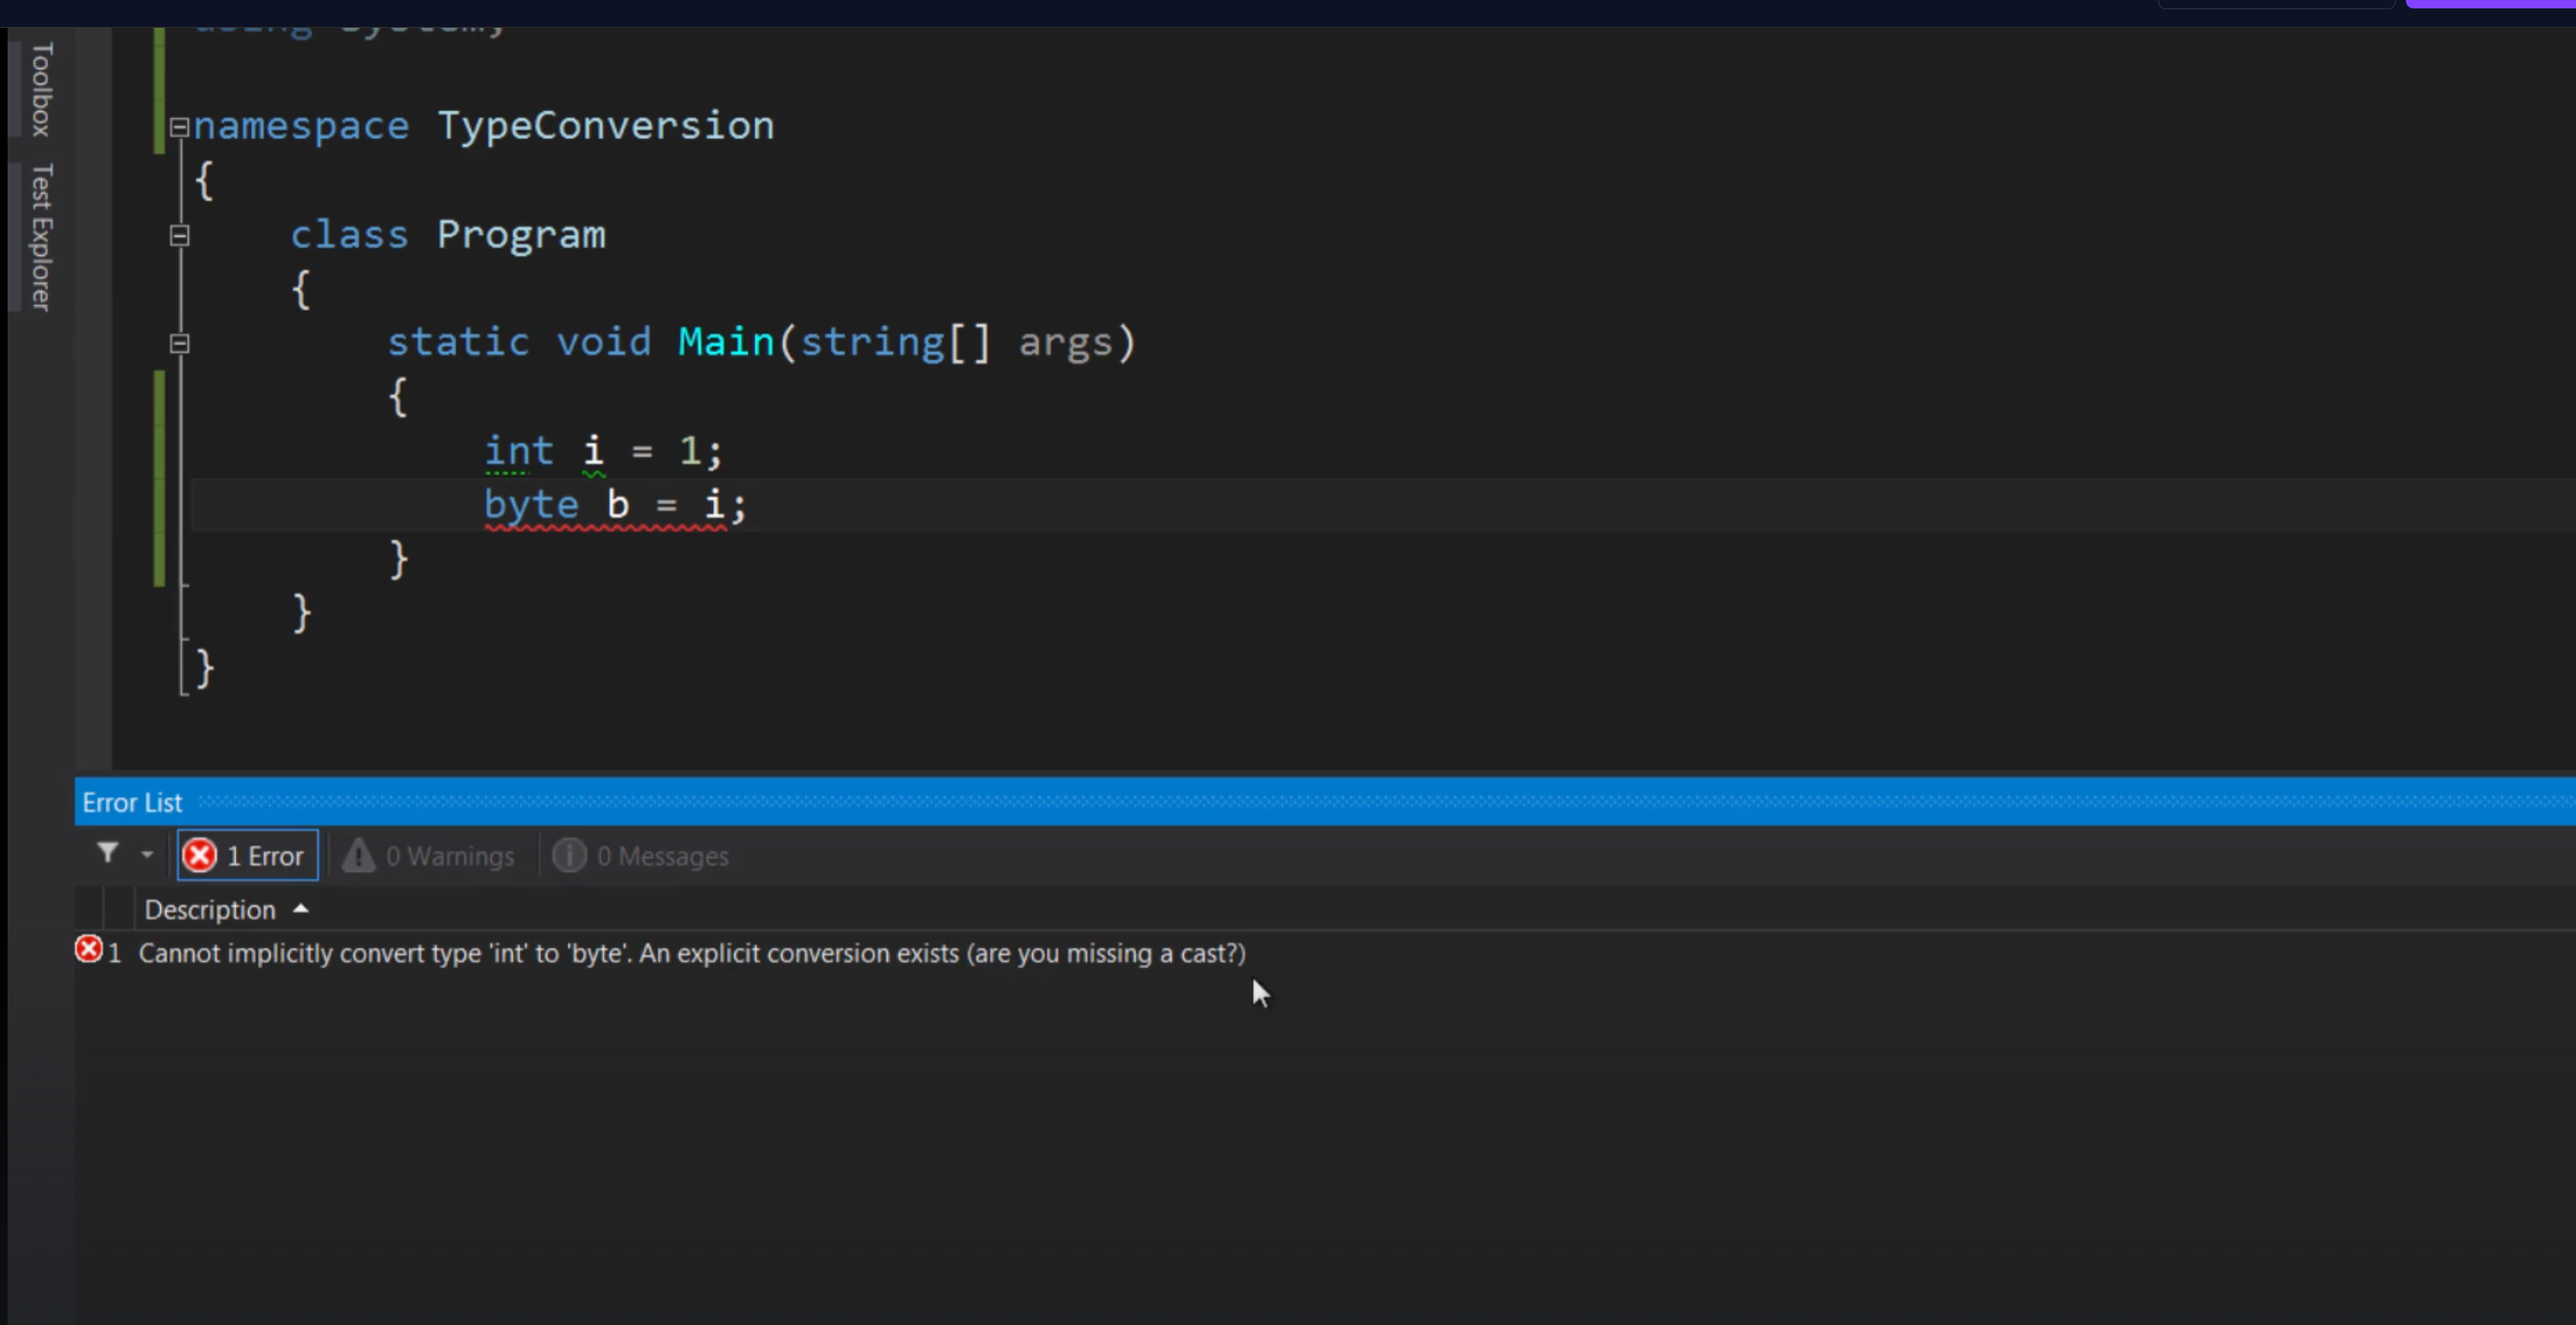 using System;
Toolbox
Test Explorer
namespace TypeConversion
{
class Program
{
static void Main(string[] args)
{
int i = 1;
byte b = i;
}
}
}
Error List
1 Error 0 Warnings 0 Messages
Description
1 Cannot implicitly convert type 'int' to 'byte'. An explicit conversion exists (are you missing a cast?)